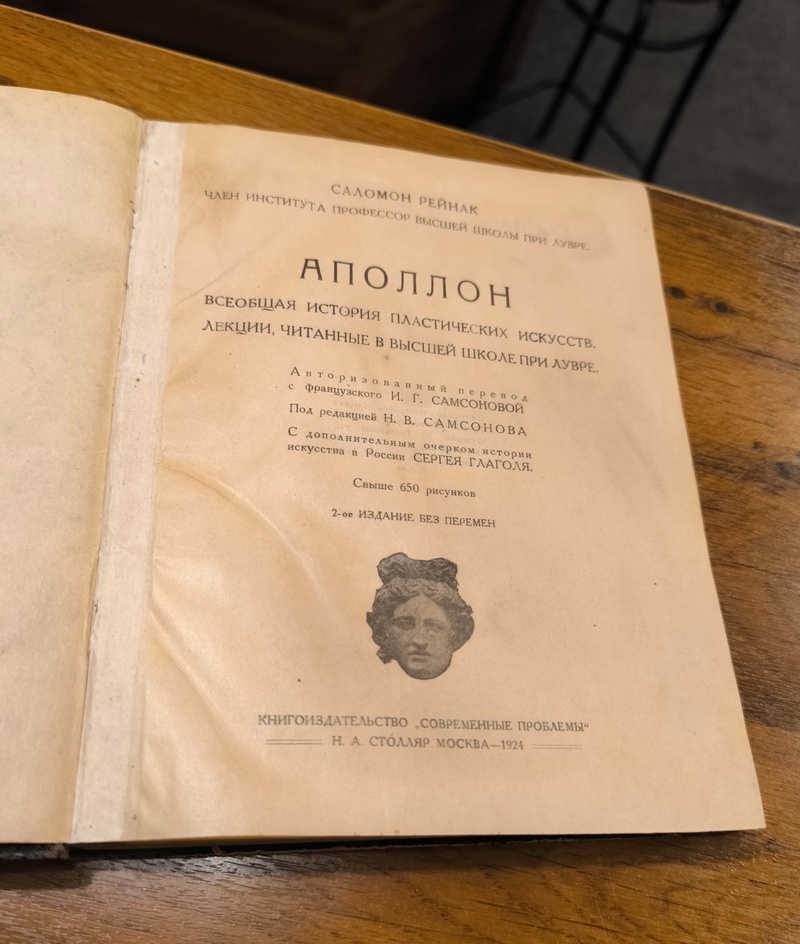 САЛОМОН РЕЙНАК
ЧЛЕН ИНСТИТУТА ПРОФЕССОР ВЫСШЕЙ ШКОЛЫ ПРИ ЛУВРЕ.
АПОЛЛОН
ВСЕОБЩАЯ ИСТОРИЯ ПЛАСТИЧЕСКИХ ИСКУССТВ.
ЛЕКЦИИ, ЧИТАННЫЕ В ВЫСШЕЙ ШКОЛЕ ПРИ ЛУВРЕ.
Авторизованный перевод
с французского И. Г. САМСОНОВОЙ
Под редакцией Н. В. САМСОНОВА
С дополнительным очерком истории
искусства в России СЕРГЕЯ ГЛАГОЛЯ.
Свыше 650 рисунков
2-ое ИЗДАНИЕ БЕЗ ПЕРЕМЕН
КНИГОИЗДАТЕЛЬСТВО „СОВРЕМЕННЫЕ ПРОБЛЕМЫ“
Н. А. СТОЛЛЯР МОСКВА—1924